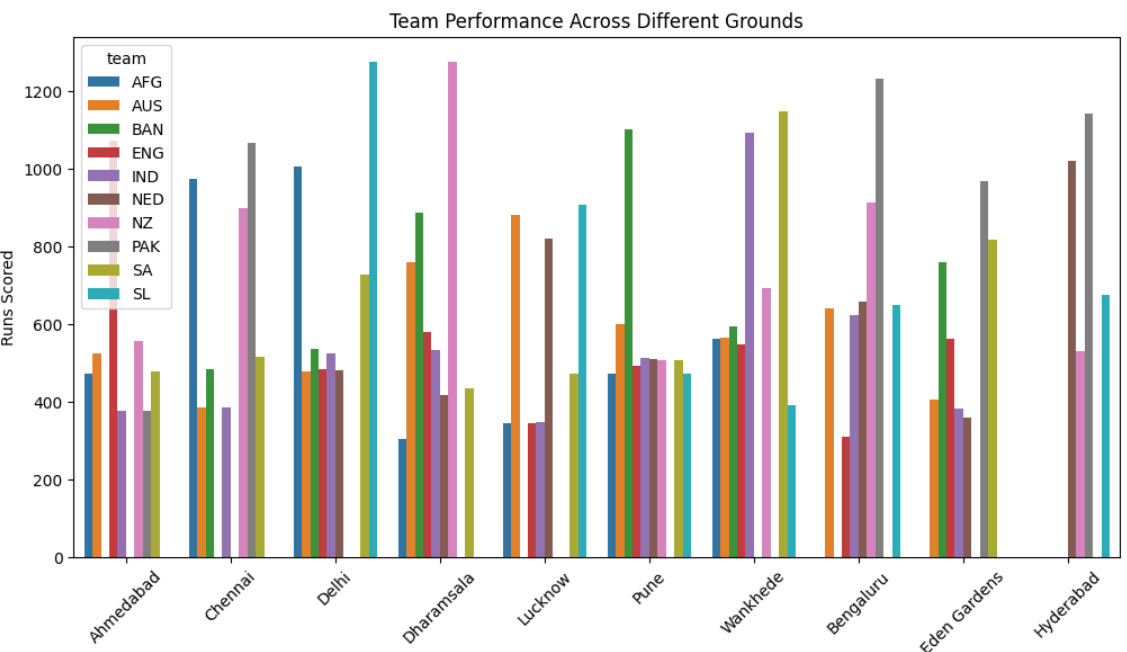 Team Performance Across Different Grounds
team
AFG
AUS
BAN
ENG
IND
NED
NZ
PAK
SA
SL
Runs Scored
1200
1000
800
600
400
200
0
Ahmedabad
Chennai
Delhi
Dharamsala
Lucknow
Pune
Wankhede
Bengaluru
Eden Gardens
Hyderabad